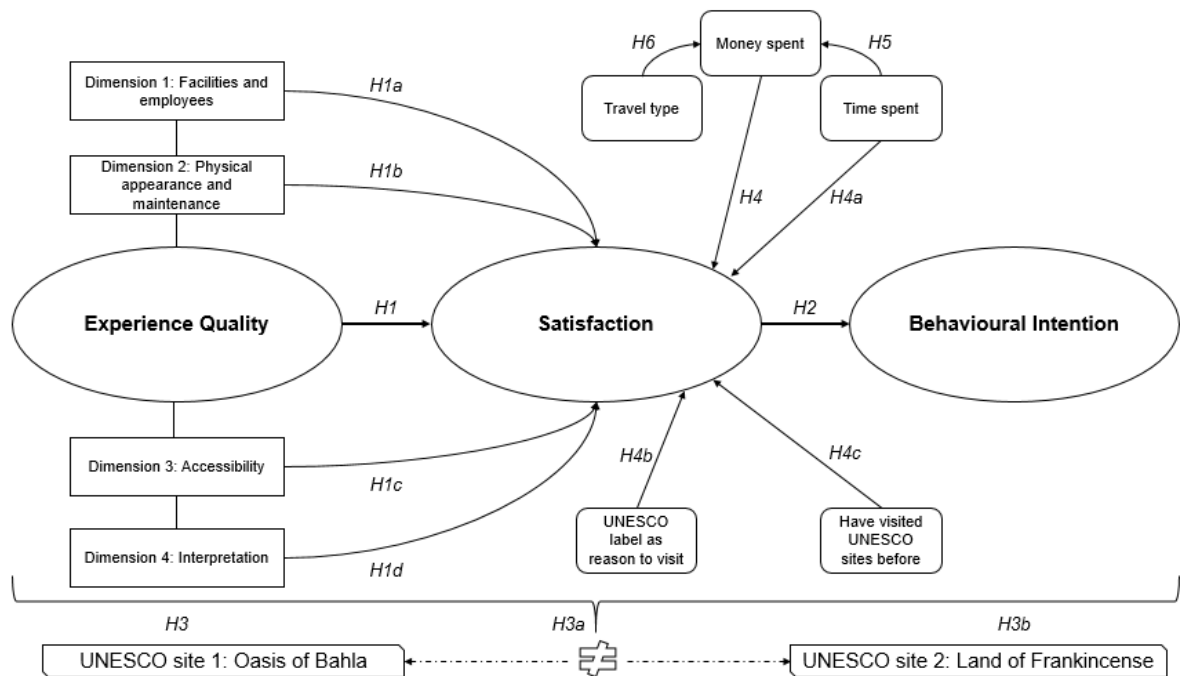 H6
Money spent
H5
Dimension 1: Facilities and
employees
H1a
Travel type
Time spent
Dimension 2: Physical
appearance and
maintenance
H1b
H4
H4a
Experience Quality
H1
Satisfaction
H2
Behavioural Intention
Dimension 3: Accessibility
H1c
H4b
H4c
Dimension 4: Interpretation
H1d
UNESCO
label as
reason to visit
Have visited
UNESCO
sites before
H3
H3a
H3b
UNESCO site 1: Oasis of Bahla
≠
UNESCO site 2: Land of Frankincense